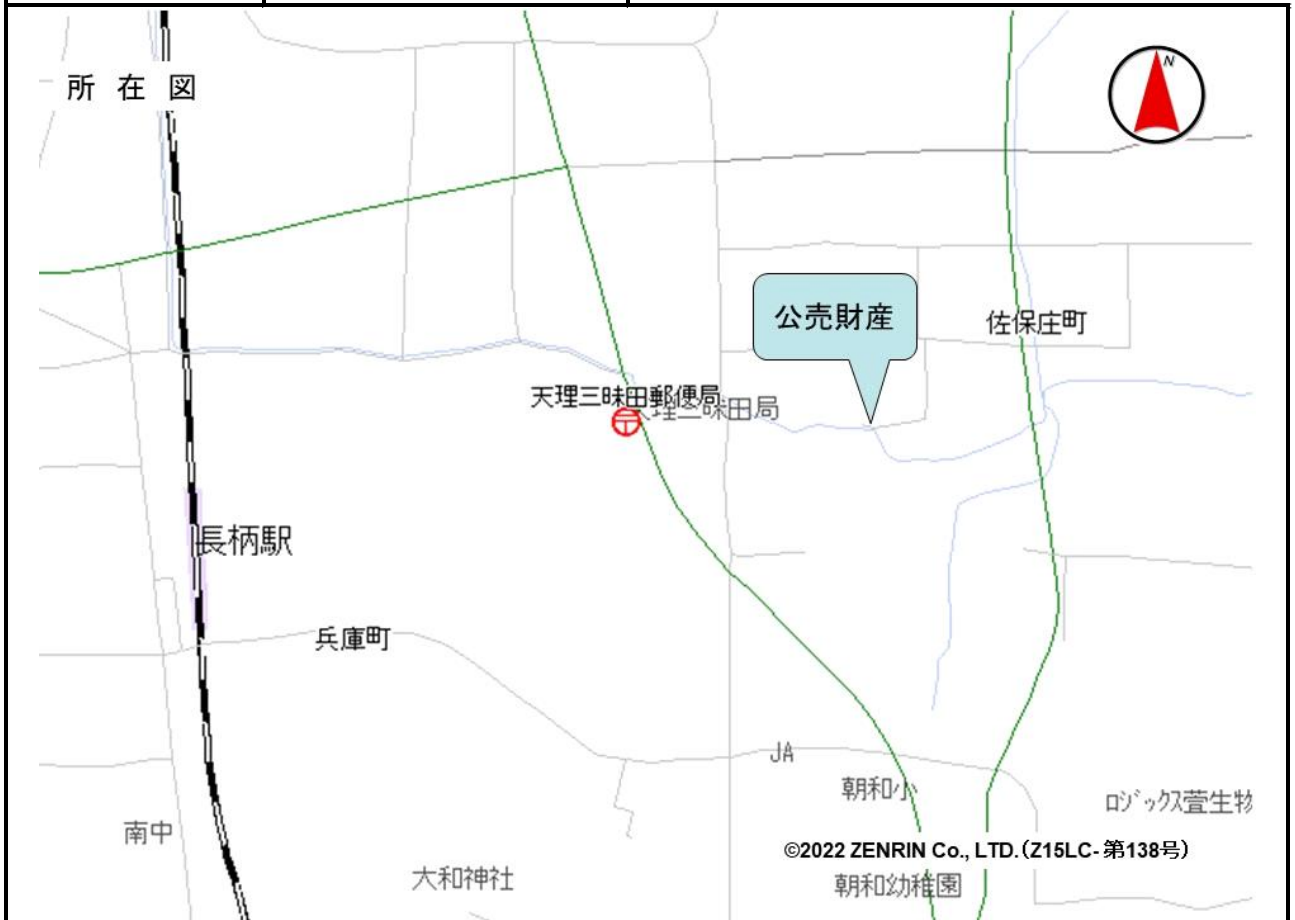 所 在 図
N
公売財産
佐保庄町
天理三昧田郵便局
天理三昧田局
長柄駅
兵庫町
JA
朝和小
ロジックス萱生物
南中
©2022 ZENRIN Co., LTD.(Z15LC-第138号)
大和神社
朝和幼稚園